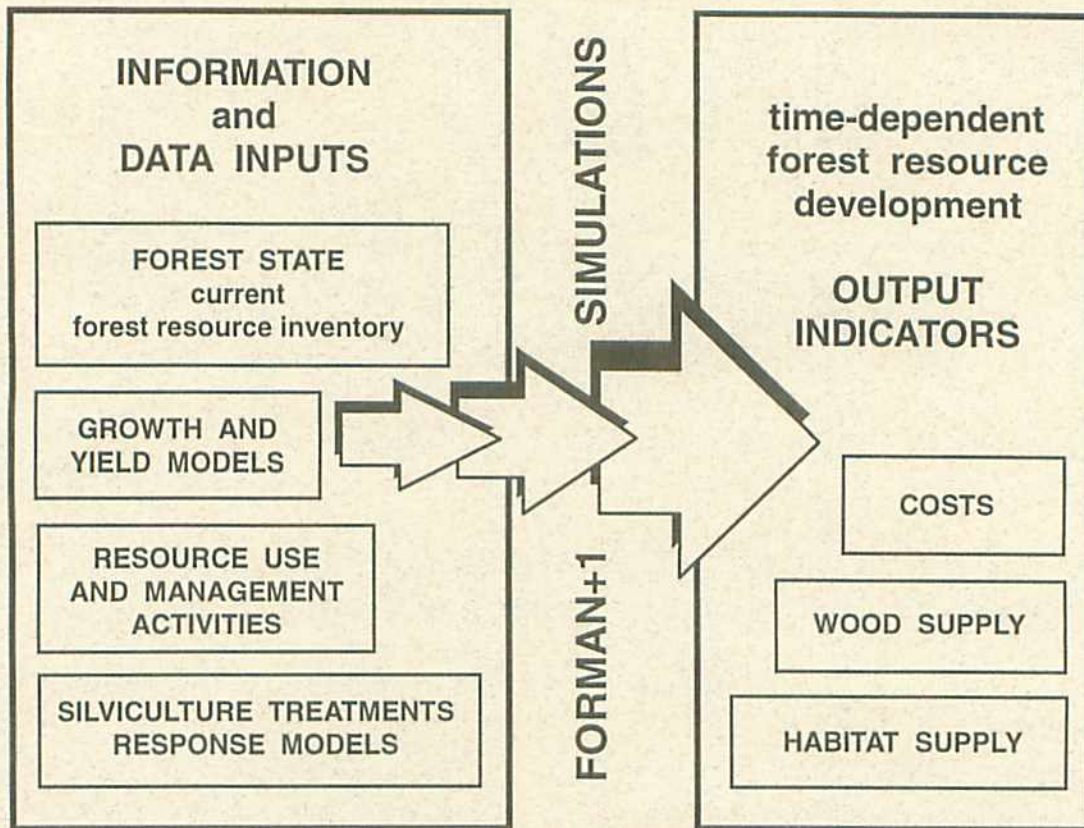 INFORMATION
and
DATA INPUTS
FOREST STATE
current
forest resource inventory
GROWTH AND
YIELD MODELS
RESOURCE USE
AND MANAGEMENT
ACTIVITIES
SILVICULTURE TREATMENTS
RESPONSE MODELS
FORMAN+1 SIMULATIONS
time-dependent
forest resource
development
OUTPUT
INDICATORS
COSTS
WOOD SUPPLY
HABITAT SUPPLY